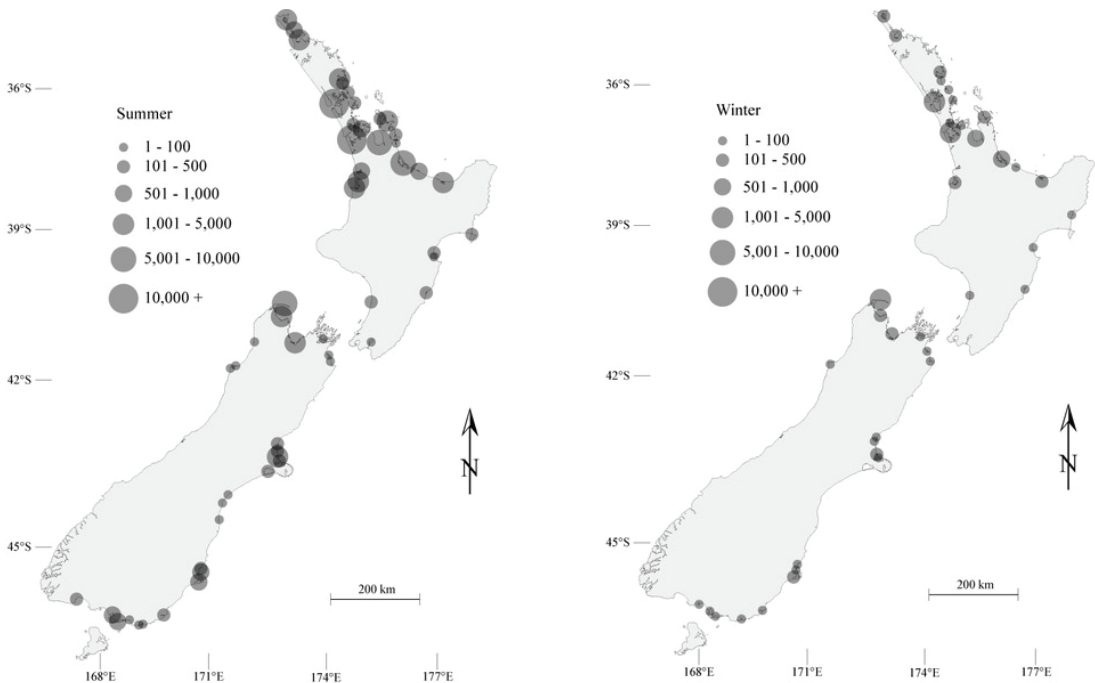 36°S
Summer
1 - 100
101 - 500
501 - 1,000
1,001 - 5,000
39°S
5,001 - 10,000
10,000 +
42°S
N
45°S
200 km
168°E
171°E
174°E
177°E
36°S
Winter
1 - 100
101 - 500
501 - 1,000
1,001 - 5,000
39°S
5,001 - 10,000
10,000 +
42°S
N
45°S
200 km
168°E
171°E
174°E
177°E